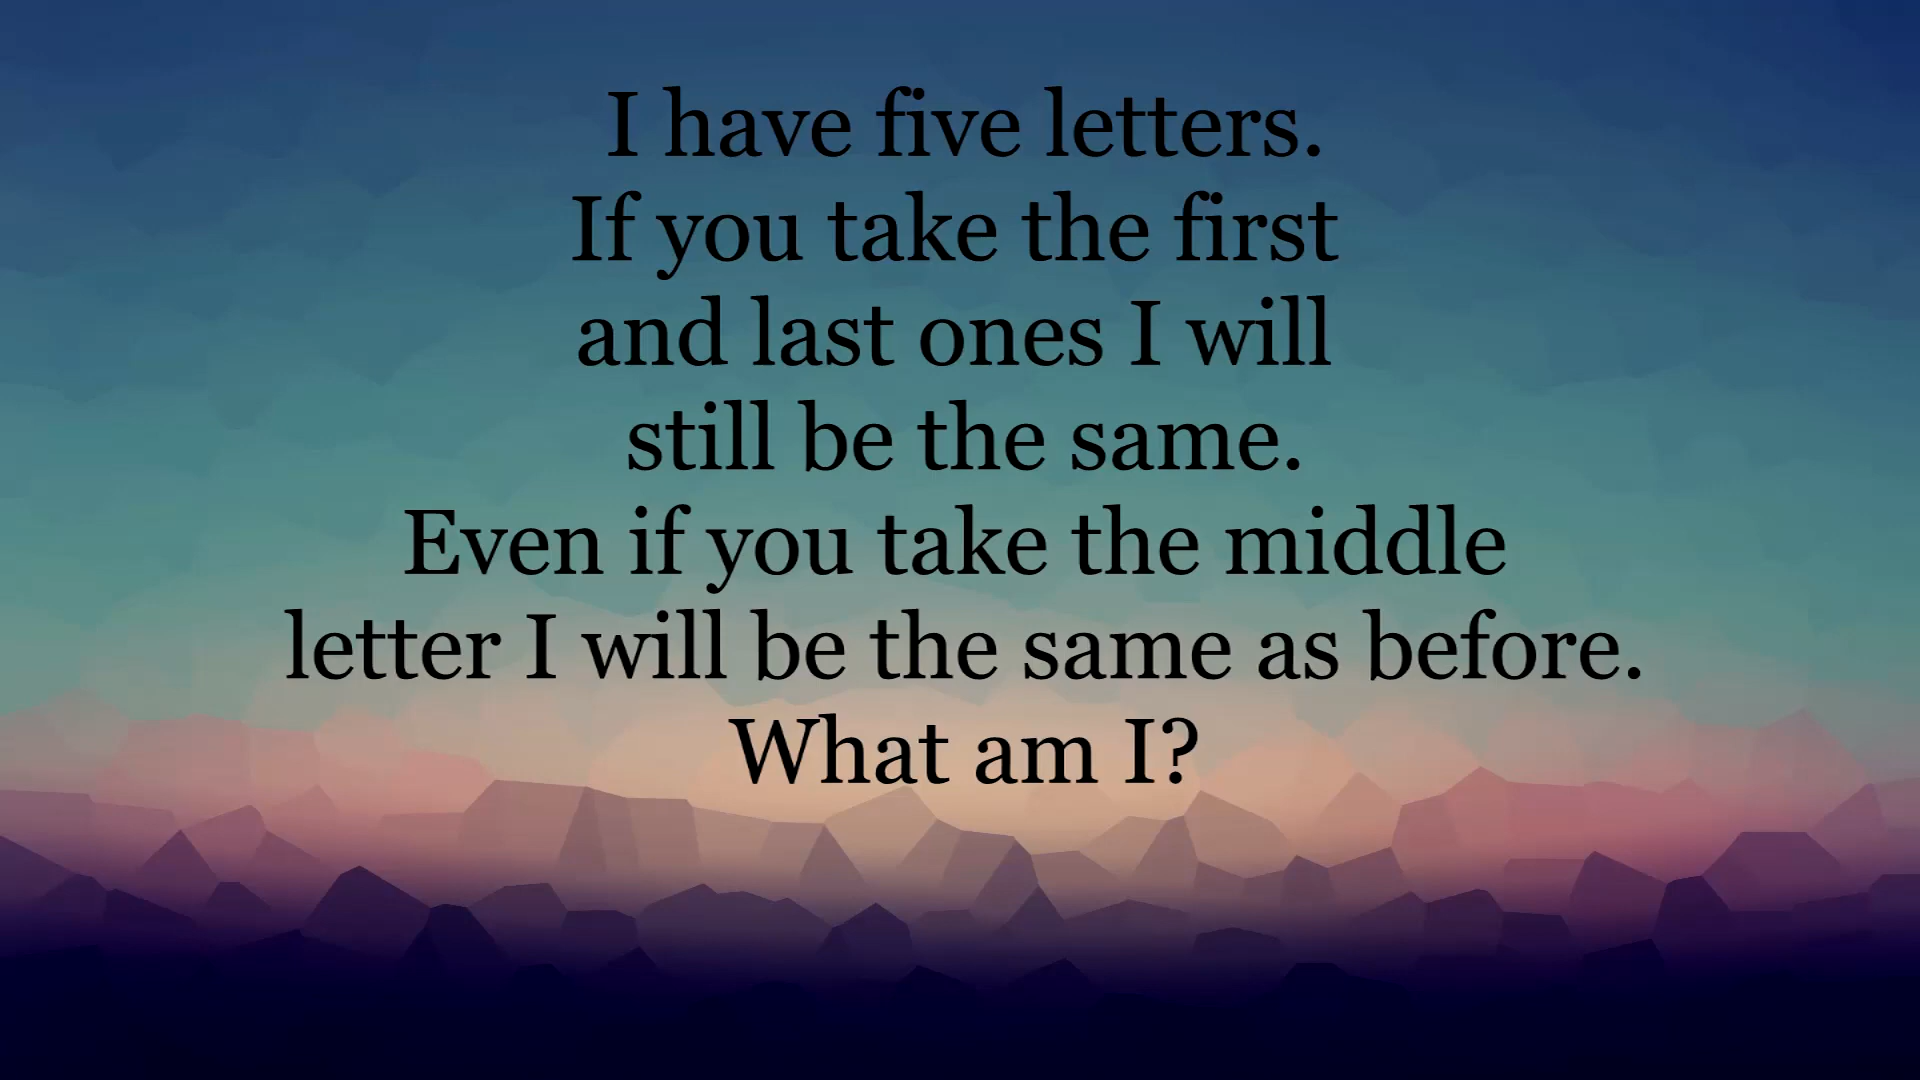 I have five letters.
If you take the first
and last ones I will
still be the same.
Even if you take the middle
letter I will be the same as before.
What am I?